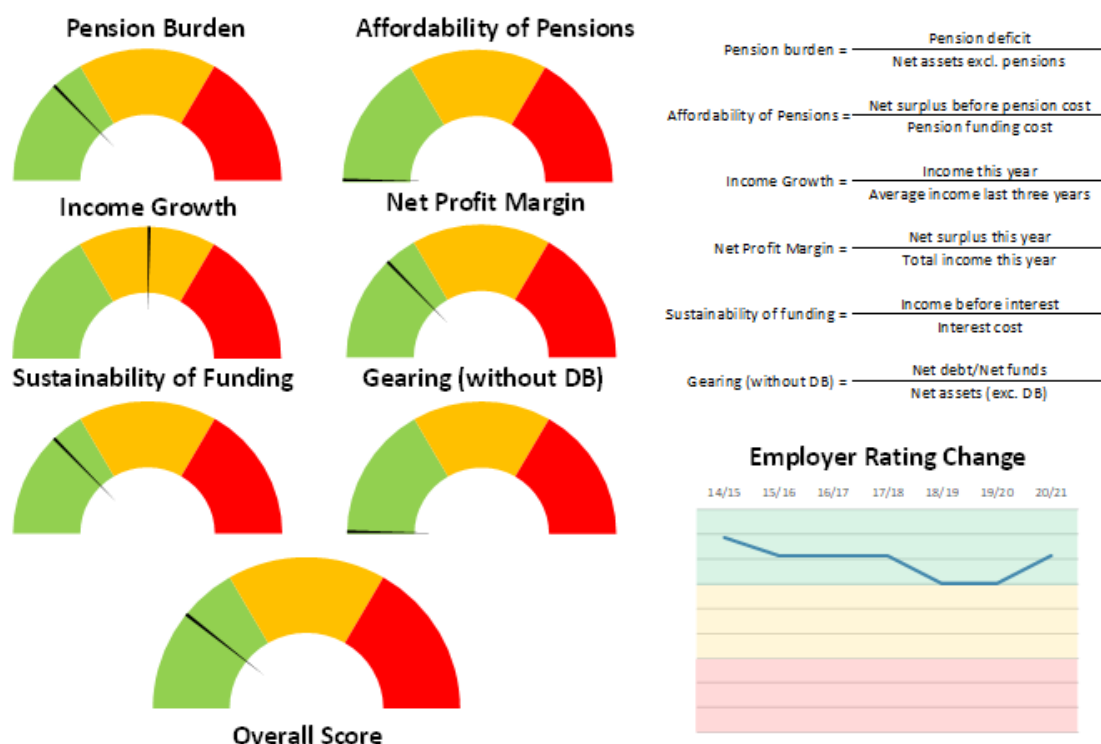 Pension Burden
Affordability of Pensions
Income Growth
Net Profit Margin
Sustainability of Funding
Gearing (without DB)
Overall Score
Pension burden =
Pension deficit
Net assets excl. pensions
Affordability of Pensions =
Net surplus before pension cost
Pension funding cost
Income Growth =
Income this year
Average income last three years
Net Profit Margin =
Net surplus this year
Total income this year
Sustainability of funding =
Income before interest
Interest cost
Gearing (without DB) =
Net debt/Net funds
Net assets (exc. DB)
Employer Rating Change
14/15 15/16 16/17 17/18 18/19 19/20 20/21